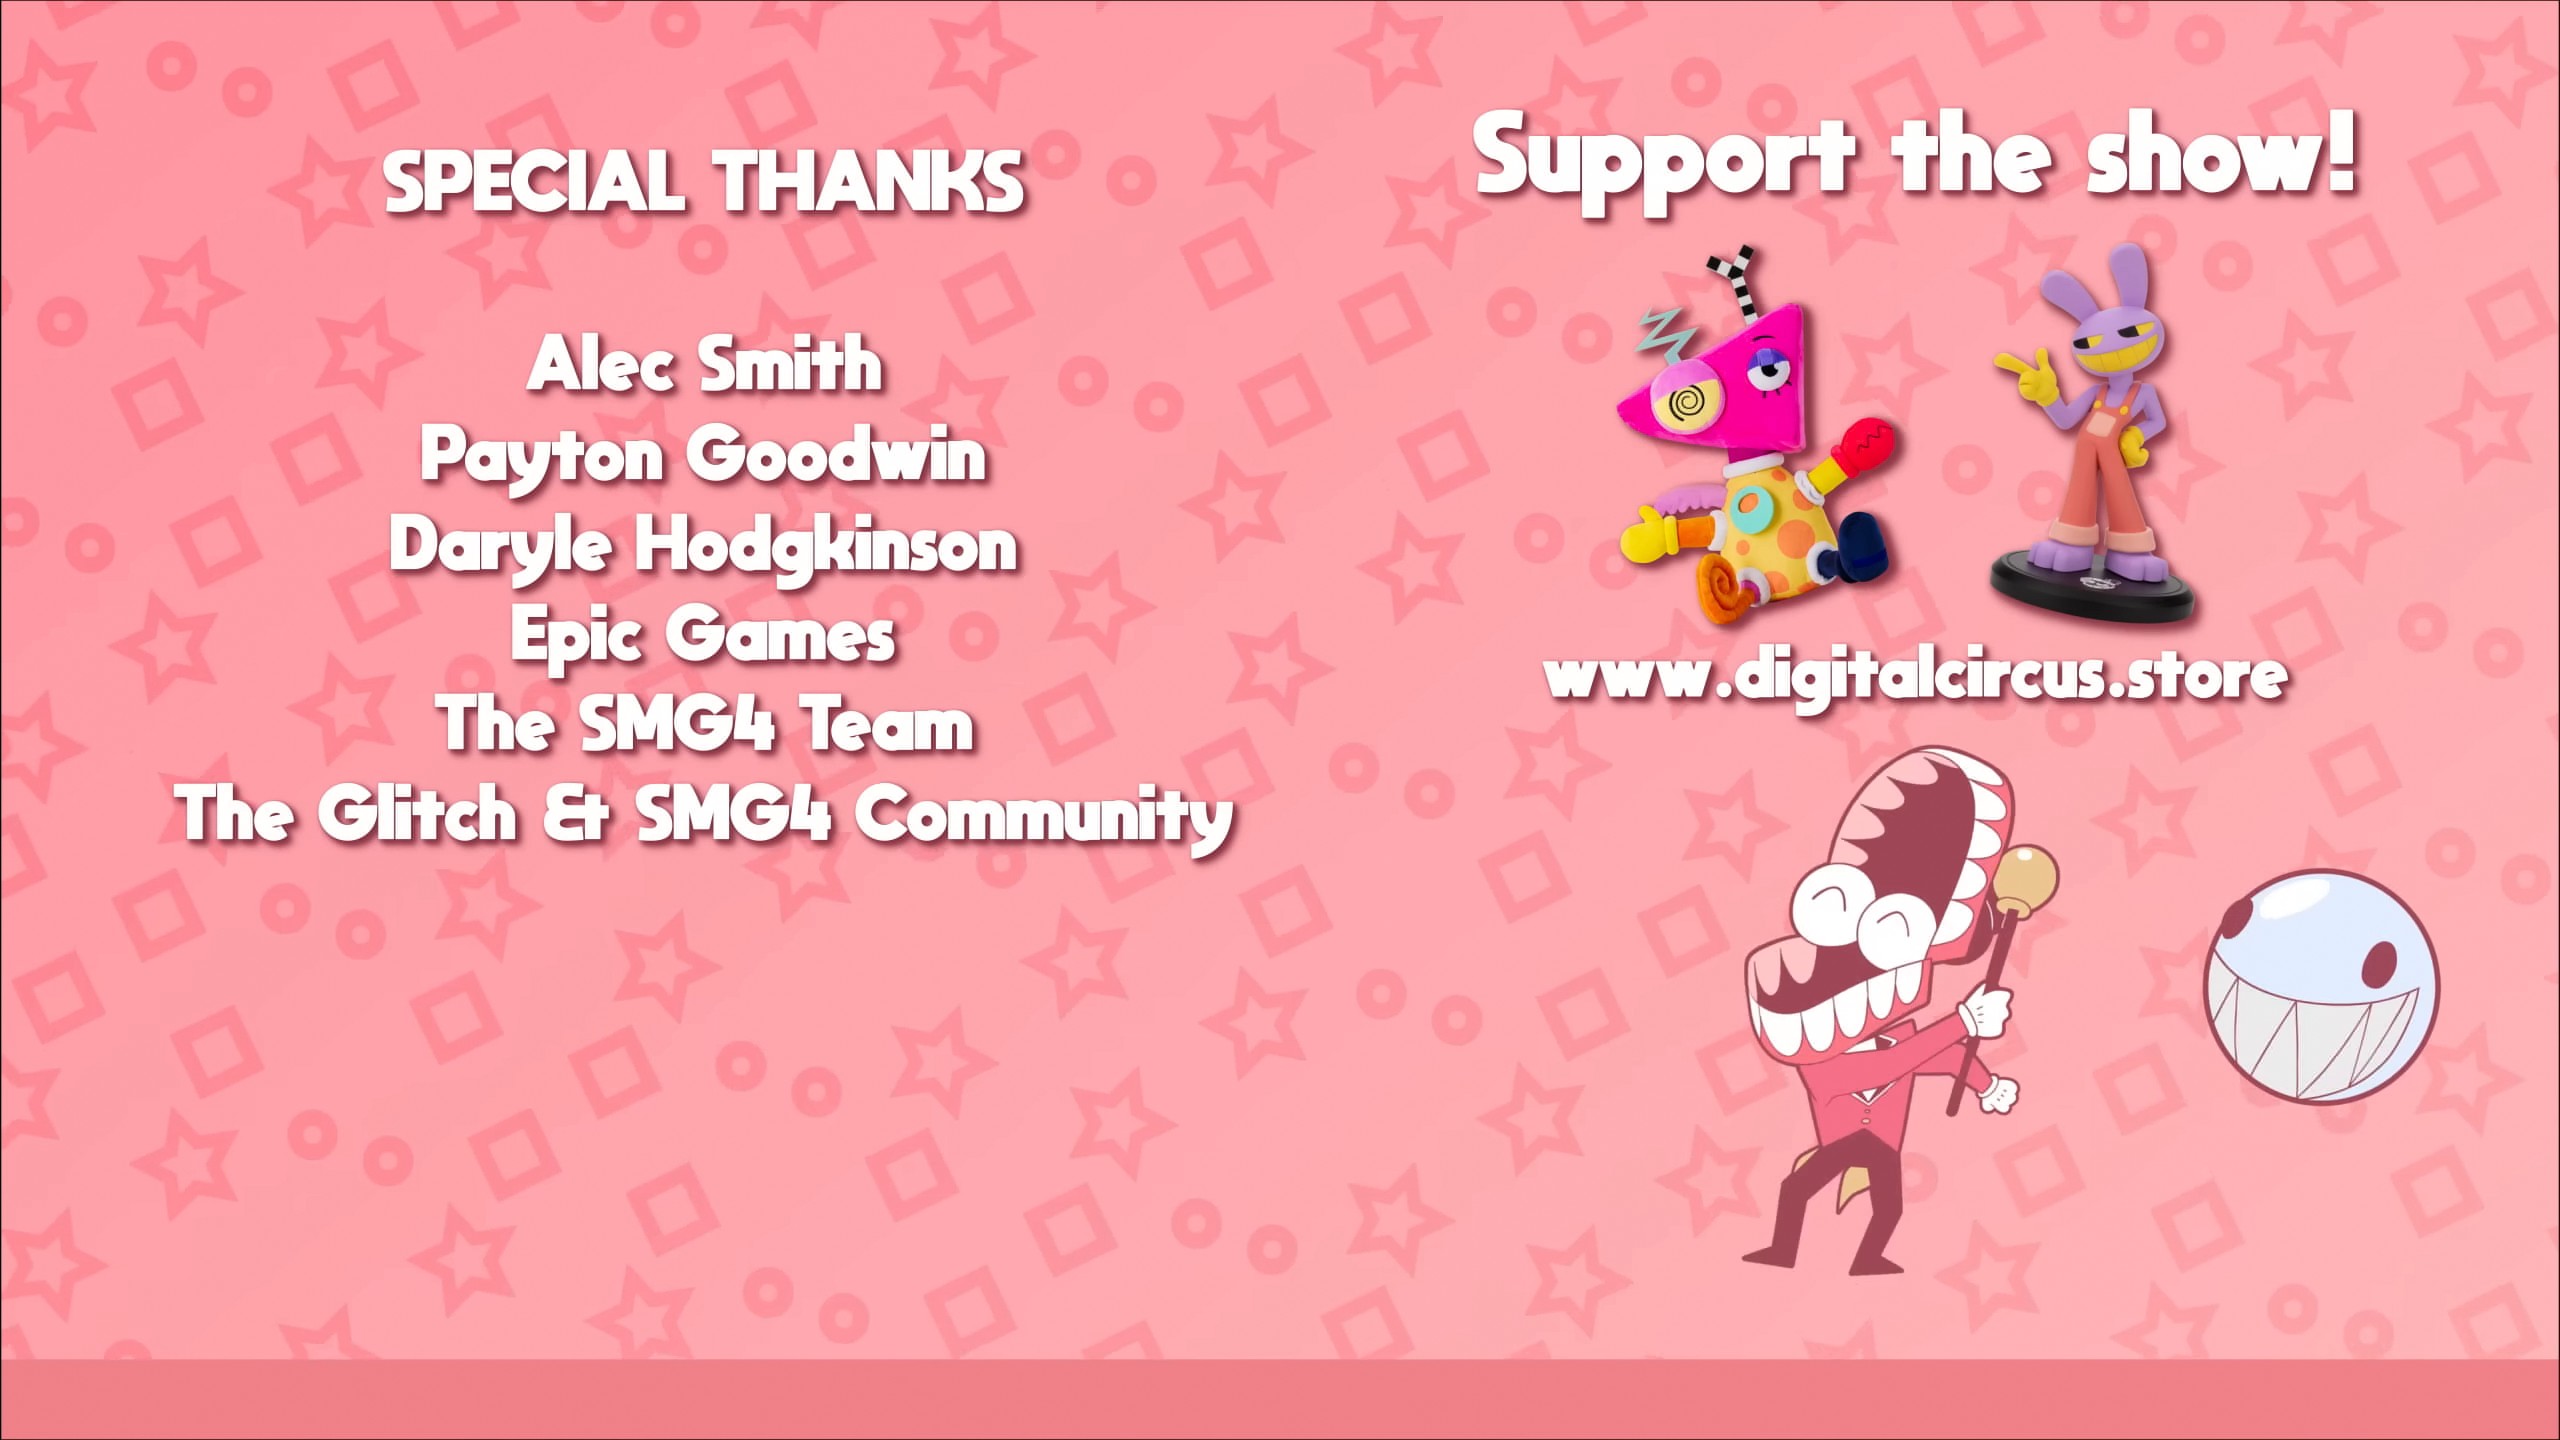 SPECIAL THANKS
Alec Smith
Payton Goodwin
Daryle Hodgkinson
Epic Games
The SMG4 Team
The Glitch & SMG4 Community
Support the show!
www.digitalcircus.store